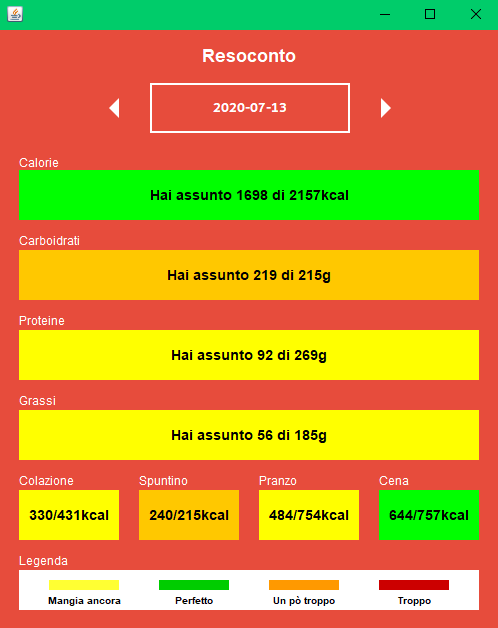 Resoconto
2020-07-13
Calorie
Hai assunto 1698 di 2157kcal
Carboidrati
Hai assunto 219 di 215g
Proteine
Hai assunto 92 di 269g
Grassi
Hai assunto 56 di 185g
Colazione Spuntino Pranzo Cena
330/431kcal 240/215kcal 484/754kcal 644/757kcal
Legenda
Mangia ancora Perfetto Un pò troppo Troppo